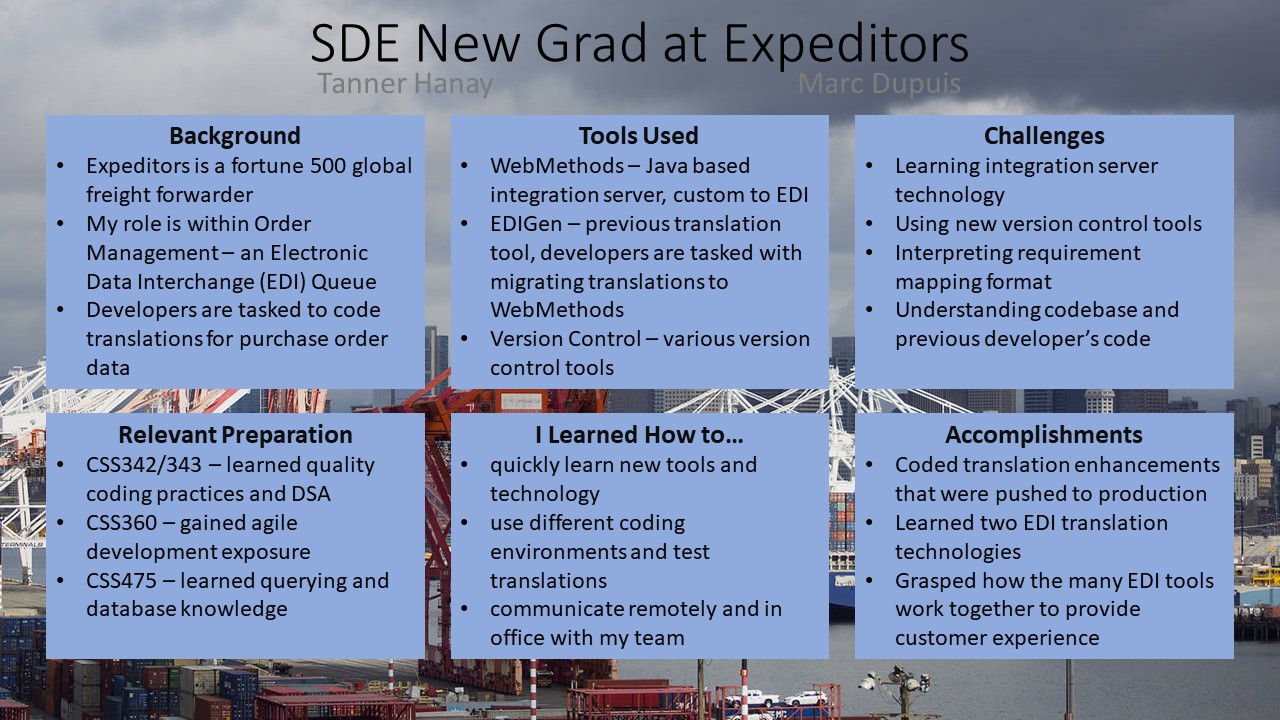 SDE New Grad at Expeditors
Tanner Hanay
Marc Dupuis
Background
• Expeditors is a fortune 500 global
freight forwarder
• My role is within Order
Management – an Electronic
Data Interchange (EDI) Queue
• Developers are tasked to code
translations for purchase order
data
Tools Used
• WebMethods – Java based
integration server, custom to EDI
• EDIGen – previous translation
tool, developers are tasked with
migrating translations to
WebMethods
• Version Control – various version
control tools
Challenges
• Learning integration server
technology
• Using new version control tools
• Interpreting requirement
mapping format
• Understanding codebase and
previous developer’s code
Relevant Preparation
• CSS342/343 – learned quality
coding practices and DSA
• CSS360 – gained agile
development exposure
• CSS475 – learned querying and
database knowledge
I Learned How to…
• quickly learn new tools and
technology
• use different coding
environments and test
translations
• communicate remotely and in
office with my team
Accomplishments
• Coded translation enhancements
that were pushed to production
• Learned two EDI translation
technologies
• Grasped how the many EDI tools
work together to provide
customer experience
TERMINALS